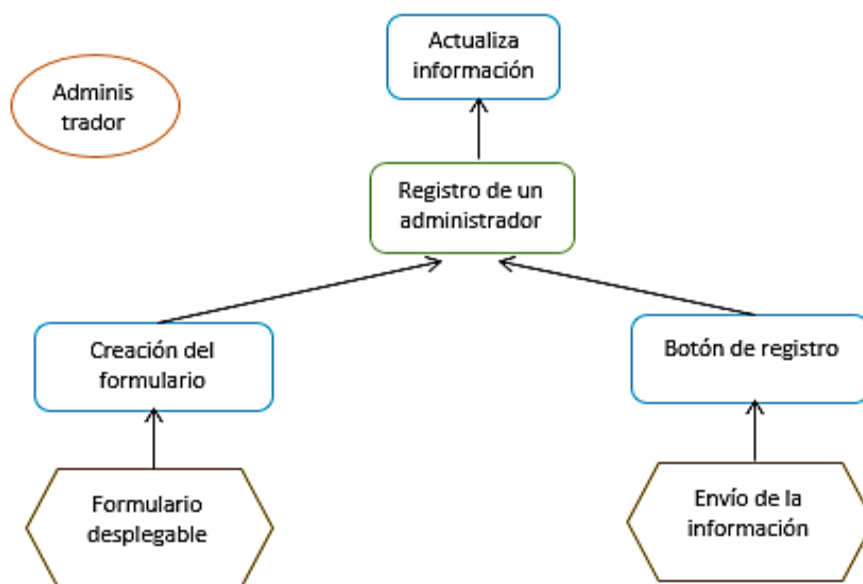 Actualiza
información
Adminis
trador
Registro de un
administrador
Creación del
formulario
Botón de registro
Formulario
desplegable
Envío de la
información